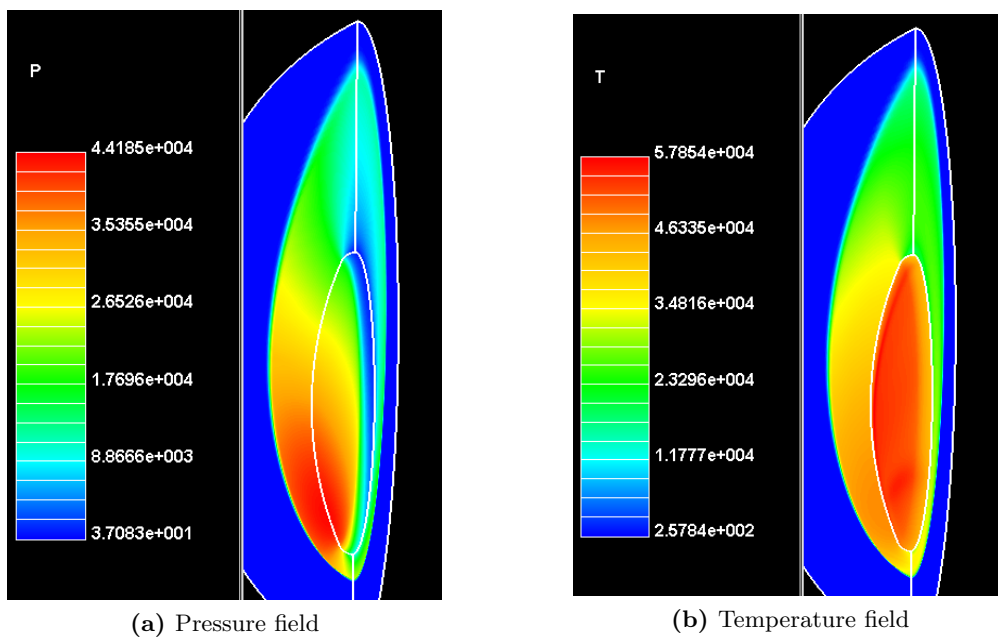 P
4.4185e+004
3.5355e+004
2.6526e+004
1.7696e+004
8.8666e+003
3.7083e+001
(a) Pressure field
T
5.7854e+004
4.6335e+004
3.4816e+004
2.3296e+004
1.1777e+004
2.5784e+002
(b) Temperature field